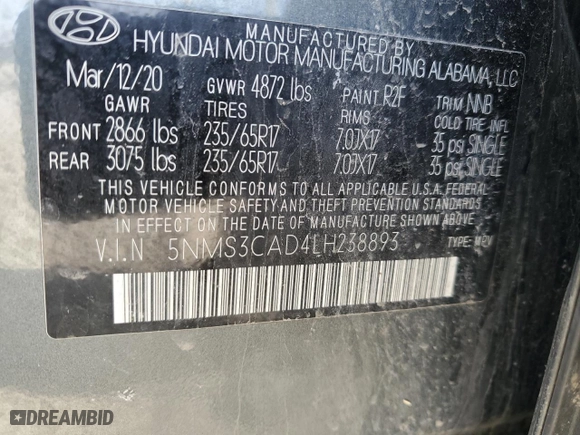 MANUFACTURED BY
HYUNDAI MOTOR MANUFACTURING ALABAMA, LLC
Mar/12/20 GVWR 4872 lbs PAINT R2F TRIM NNB
GAWR TIRES RIMS COLD TIRE INFL
FRONT 2866 lbs 235/65R17 7.0JX17 35 psi SINGLE
REAR 3075 lbs 235/65R17 7.0JX17 35 psi SINGLE
THIS VEHICLE CONFORMS TO ALL APPLICABLE U.S.A. FEDERAL
MOTOR VEHICLE SAFETY AND THEFT PREVENTION STANDARDS
IN EFFECT ON THE DATE OF MANUFACTURE SHOWN ABOVE.
V.I.N 5NMS3CAD4LH238893 TYPE: MPV
DREAMBID